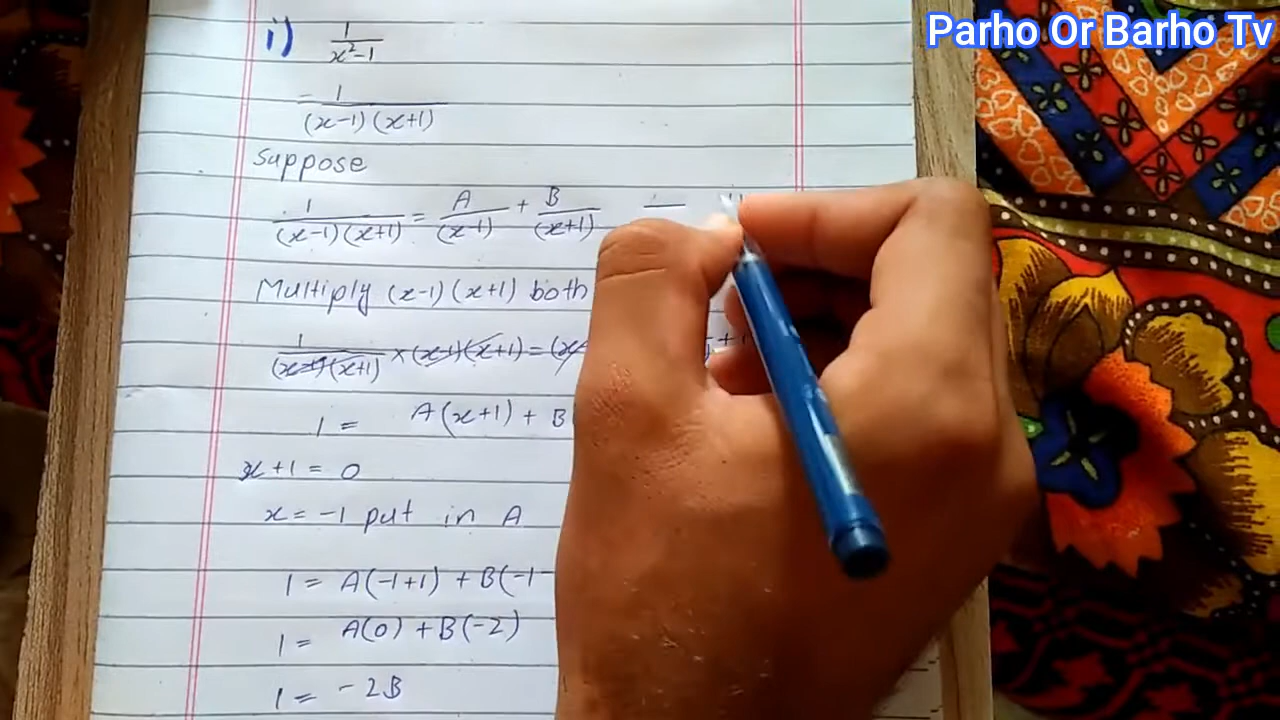 Parho Or Barho Tv
i) 1/(x²-1)
= 1/((x-1)(x+1))
Suppose
1/((x-1)(x+1)) = A/(x-1) + B/(x+1)
Multiply (x-1)(x+1) both
1/((x-1)(x+1)) × (x-1)(x+1) = (x
1 = A(x+1) + B
x+1 = 0
x = -1 put in A
1 = A(-1+1) + B(-1-
1 = A(0) + B(-2)
1 = -2B